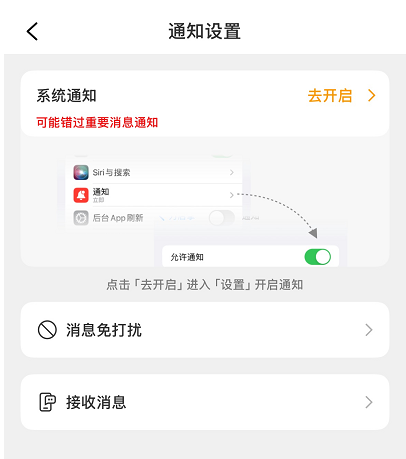 通知设置
系统通知
去开启
可能错过重要消息通知
Siri与搜索
通知
立即
后台App刷新
允许通知
点击「去开启」进入「设置」开启通知
消息免打扰
接收消息